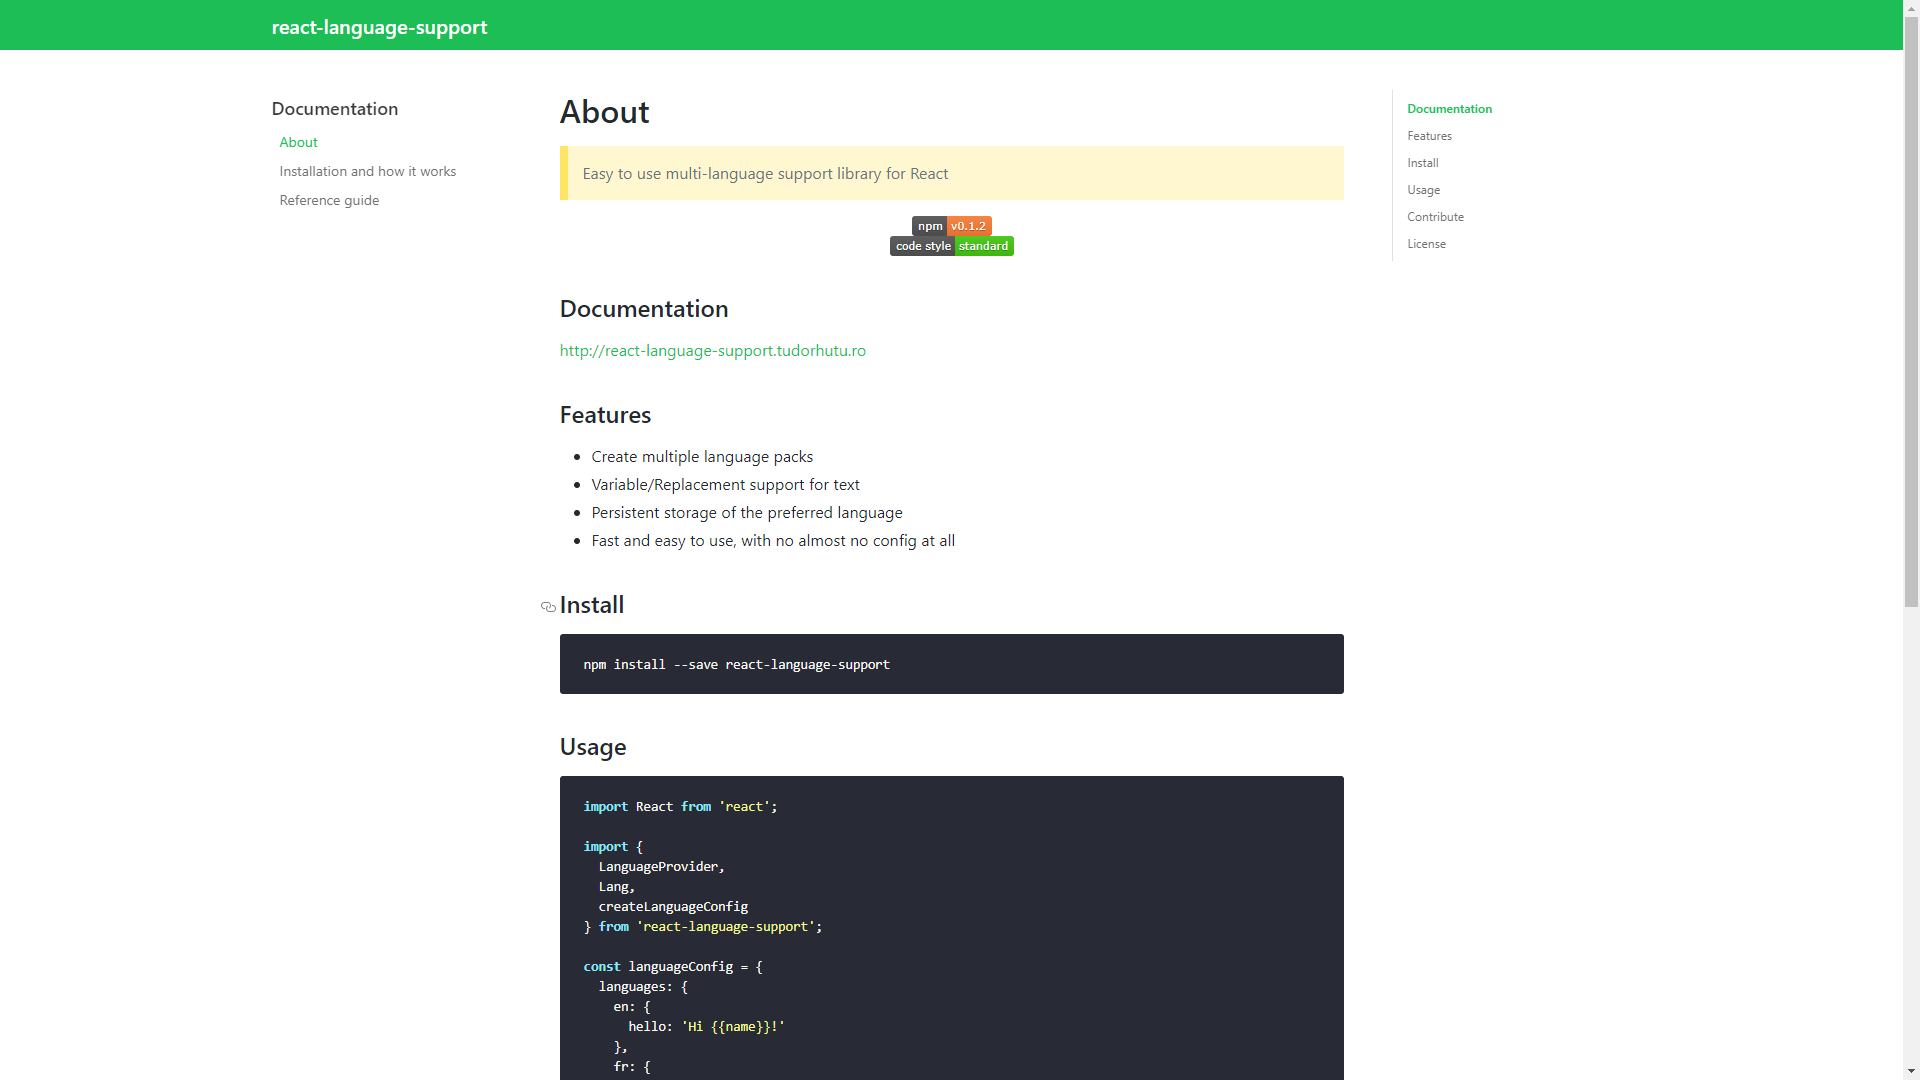 react-language-support
Documentation
About
Installation and how it works
Reference guide
About
Easy to use multi-language support library for React
npm v0.1.2
code style standard
Documentation
http://react-language-support.tudorhutu.ro
Features
Create multiple language packs
Variable/Replacement support for text
Persistent storage of the preferred language
Fast and easy to use, with no almost no config at all
Install
npm install --save react-language-support
Usage
import React from 'react';
import {
LanguageProvider,
Lang,
createLanguageConfig
} from 'react-language-support';
const languageConfig = {
languages: {
en: {
hello: 'Hi {{name}}!'
},
fr: {
Documentation
Features
Install
Usage
Contribute
License